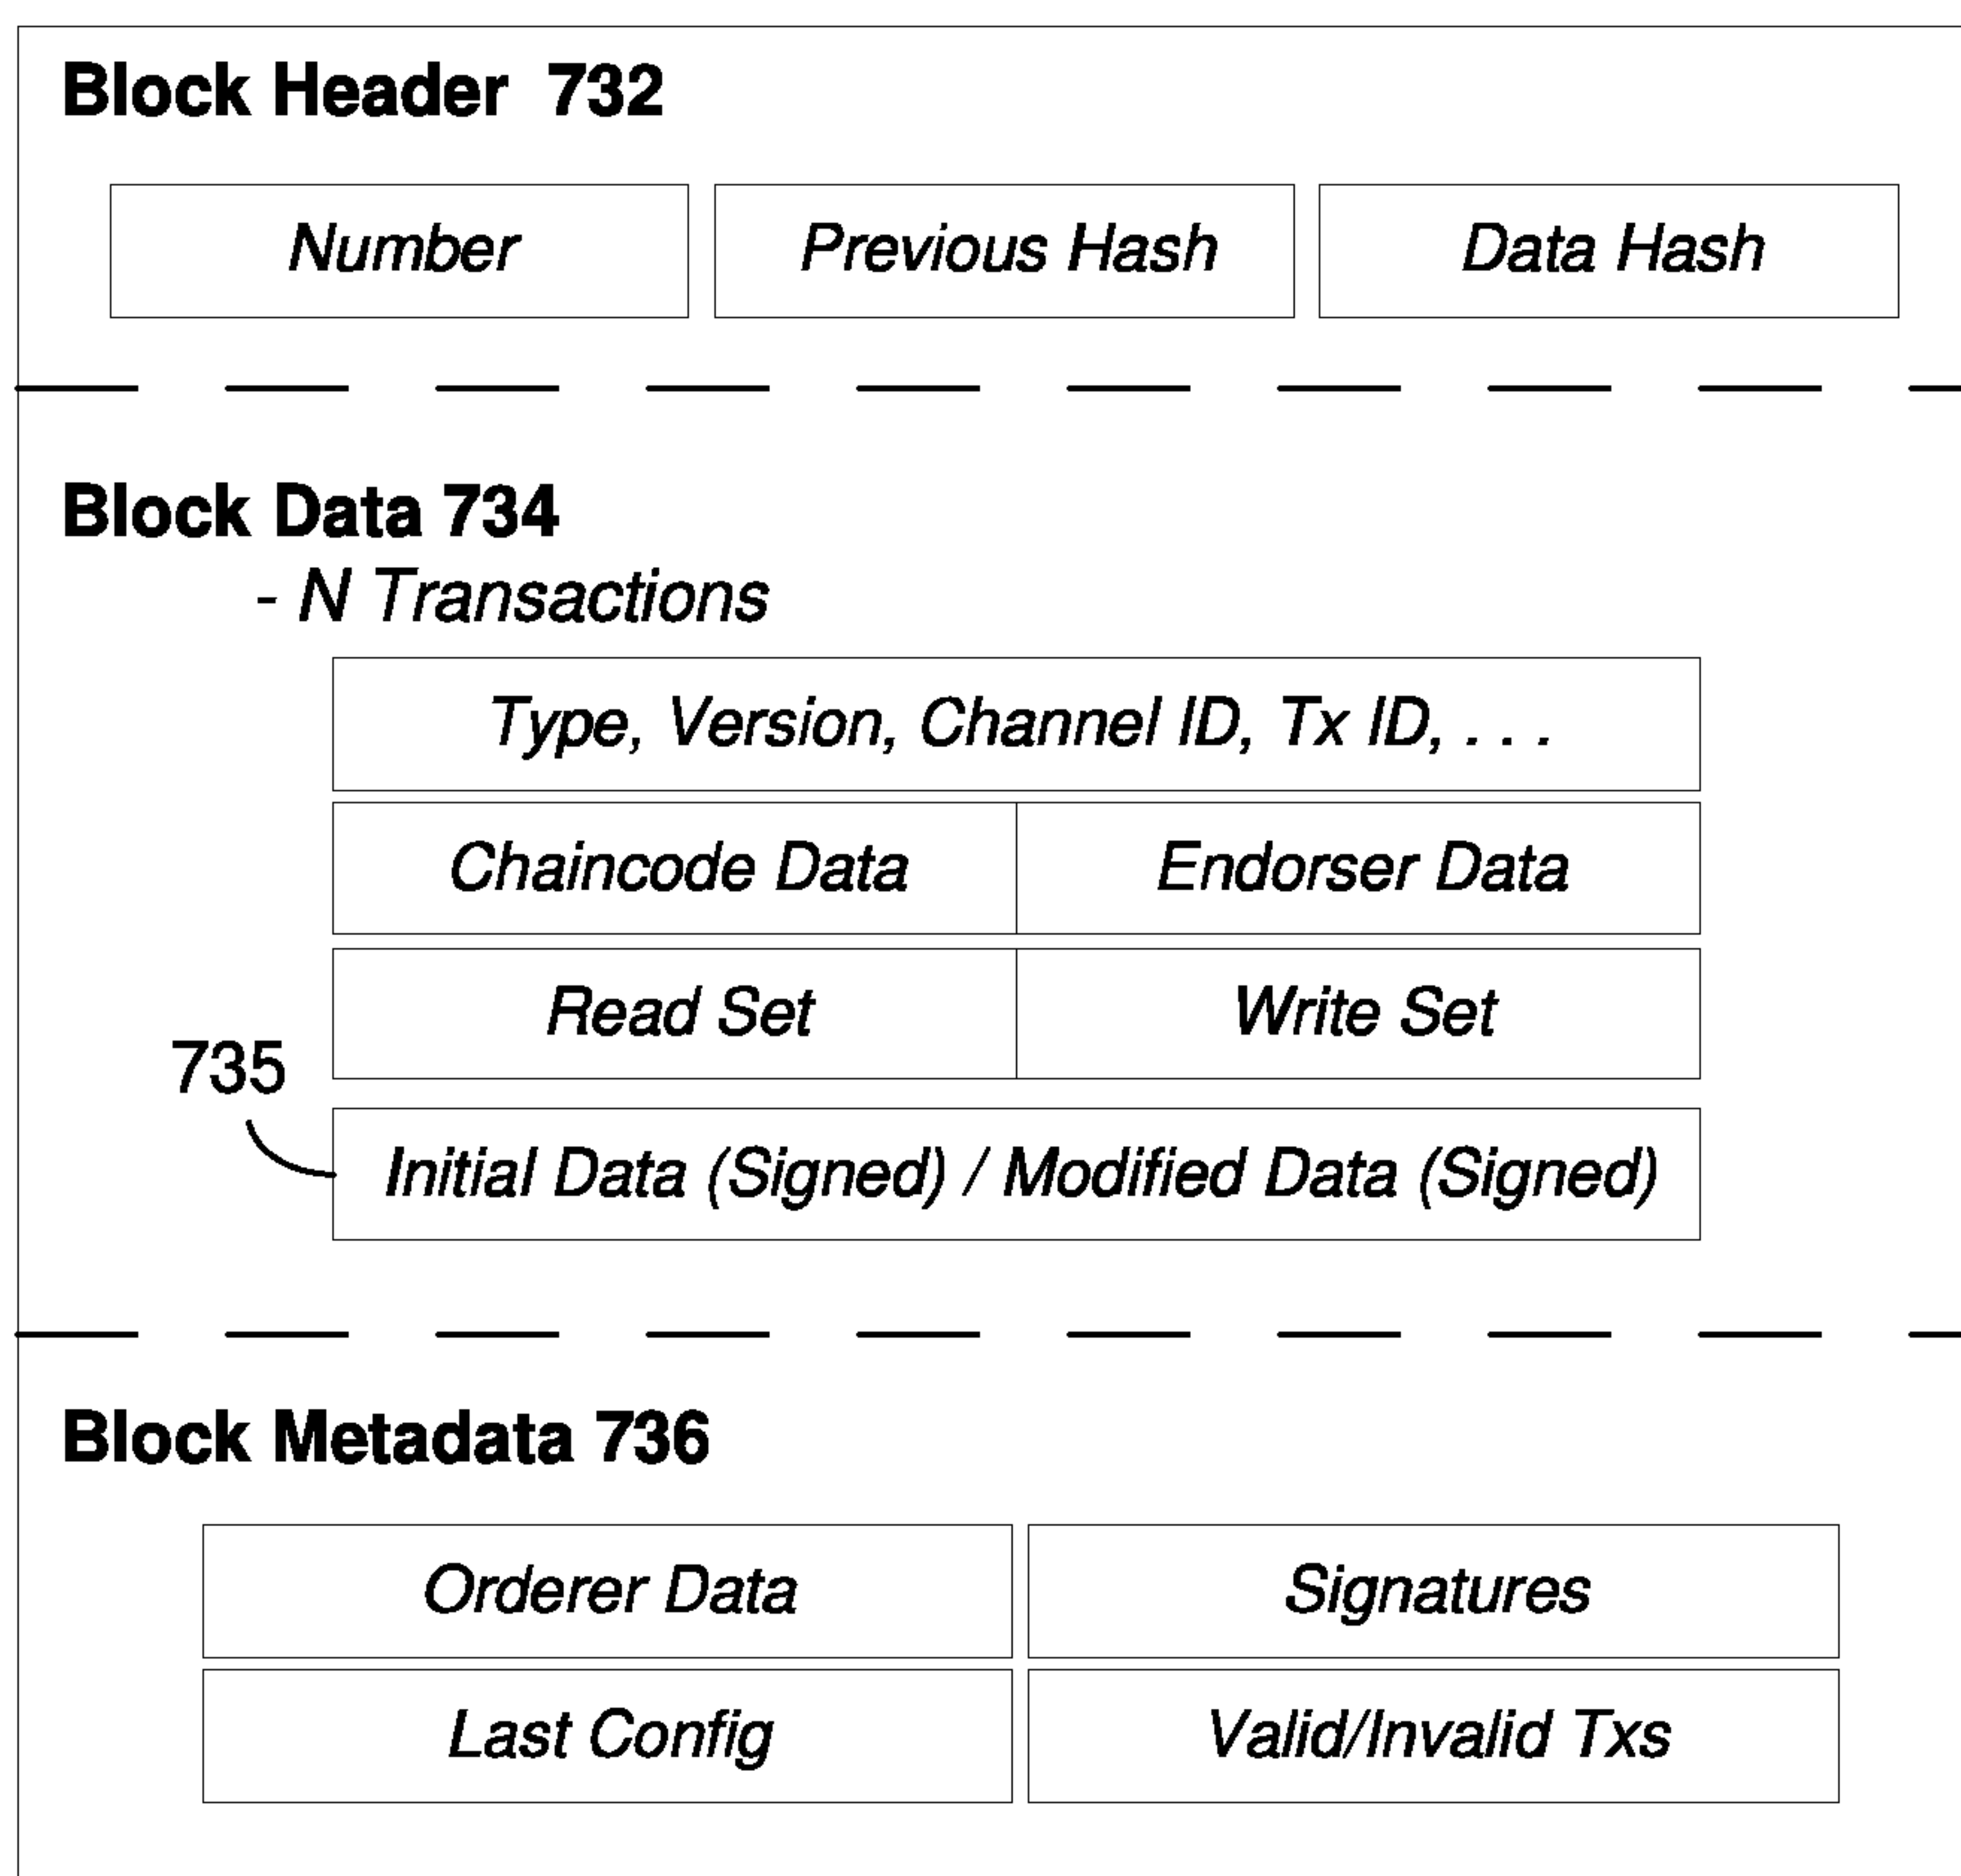 Block Header 732
Number Previous Hash Data Hash
Block Data 734
- N Transactions
Type, Version, Channel ID, Tx ID, . . .
Chaincode Data Endorser Data
Read Set Write Set
735
Initial Data (Signed) / Modified Data (Signed)
Block Metadata 736
Orderer Data Signatures
Last Config Valid/Invalid Txs